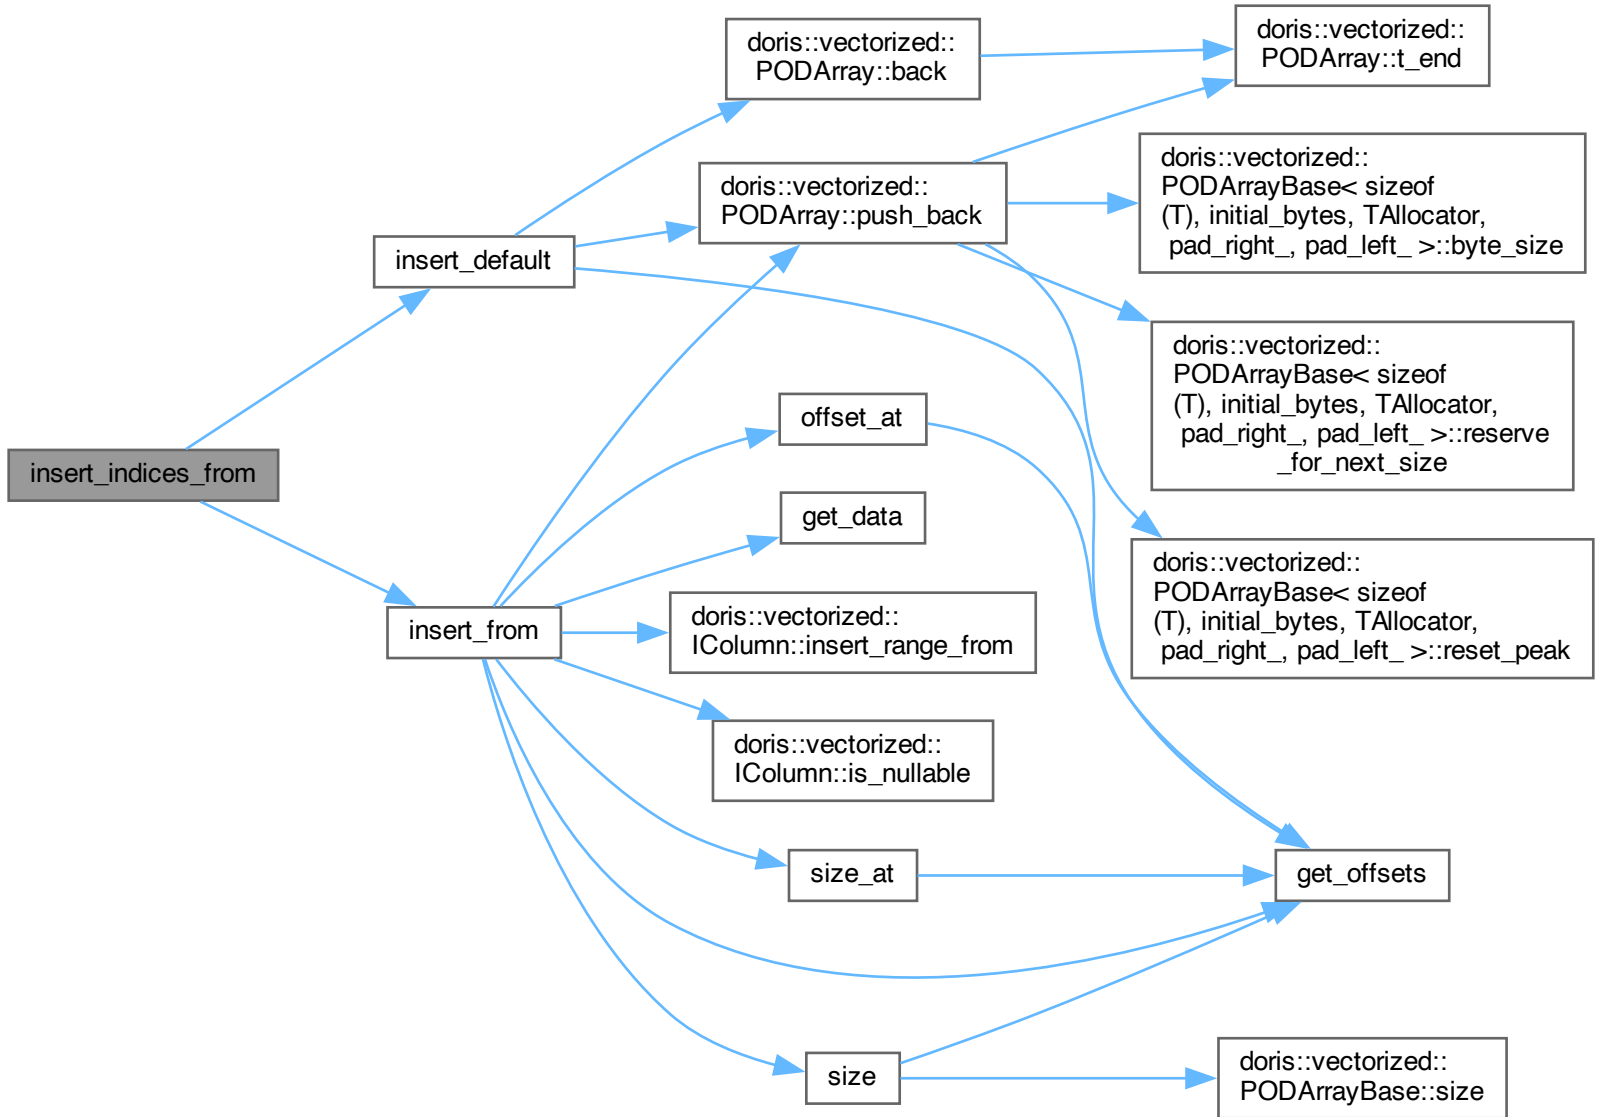 insert_indices_from
insert_default
insert_from
doris::vectorized::
PODArray::back
doris::vectorized::
PODArray::push_back
offset_at
get_data
doris::vectorized::
IColumn::insert_range_from
doris::vectorized::
IColumn::is_nullable
size_at
size
doris::vectorized::
PODArray::t_end
doris::vectorized::
PODArrayBase< sizeof
(T), initial_bytes, TAllocator,
pad_right_, pad_left_ >::byte_size
doris::vectorized::
PODArrayBase< sizeof
(T), initial_bytes, TAllocator,
pad_right_, pad_left_ >::reserve
_for_next_size
doris::vectorized::
PODArrayBase< sizeof
(T), initial_bytes, TAllocator,
pad_right_, pad_left_ >::reset_peak
get_offsets
doris::vectorized::
PODArrayBase::size